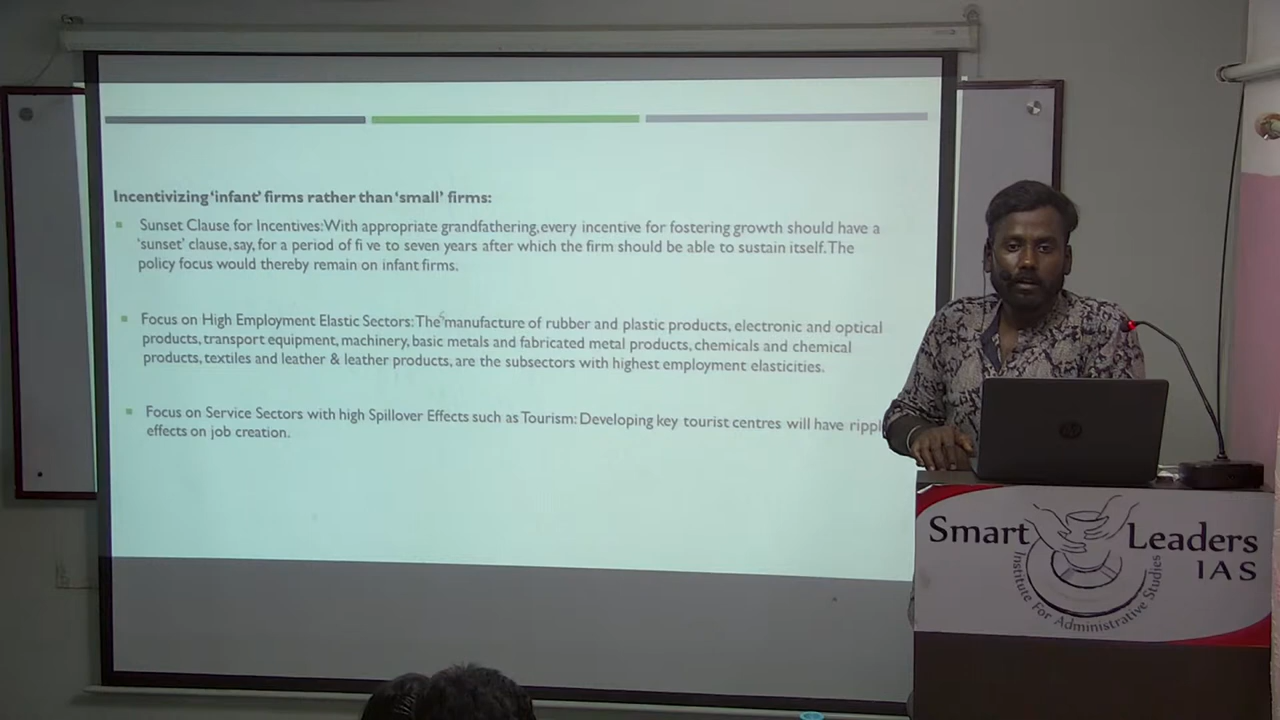 Incentivizing 'infant' firms rather than 'small' firms:
Sunset Clause for Incentives: With appropriate grandfathering, every incentive for fostering growth should have a
'sunset' clause, say, for a period of fi ve to seven years after which the firm should be able to sustain itself. The
policy focus would thereby remain on infant firms.
Focus on High Employment Elastic Sectors: The manufacture of rubber and plastic products, electronic and optical
products, transport equipment, machinery, basic metals and fabricated metal products, chemicals and chemical
products, textiles and leather & leather products, are the subsectors with highest employment elasticities.
Focus on Service Sectors with high Spillover Effects such as Tourism: Developing key tourist centres will have rippl
effects on job creation.
hp
Smart Leaders
IAS
Institute For Administrative Studies